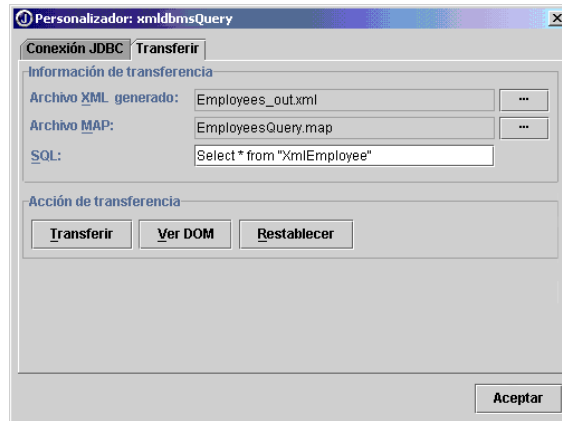 Personalizador: xmldbmsQuery
Conexión JDBC Transferir
Información de transferencia
Archivo XML generado: Employees_out.xml ...
Archivo MAP: EmployeesQuery.map ...
SQL: Select * from "XmlEmployee"
Acción de transferencia
Transferir Ver DOM Restablecer
Aceptar